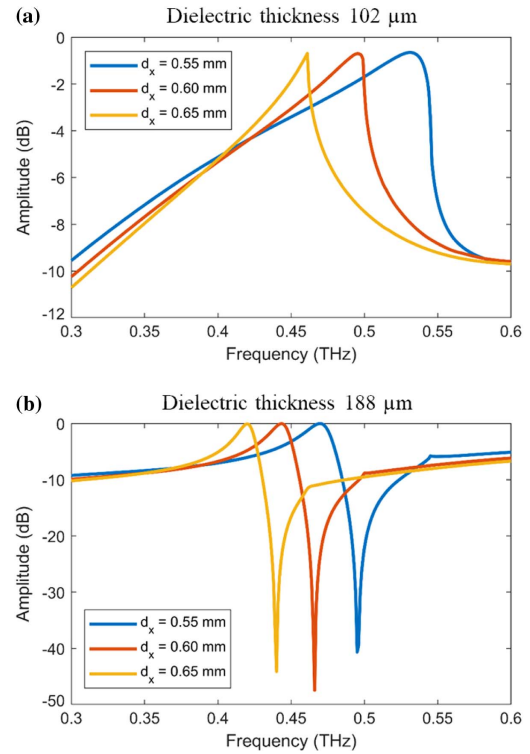 (a)
Dielectric thickness 102 µm
0
-2
-4
-6
-8
-10
-12
Amplitude (dB)
d_x = 0.55 mm
d_x = 0.60 mm
d_x = 0.65 mm
0.3
0.35
0.4
0.45
0.5
0.55
0.6
Frequency (THz)
(b)
Dielectric thickness 188 µm
0
-10
-20
-30
-40
-50
Amplitude (dB)
d_x = 0.55 mm
d_x = 0.60 mm
d_x = 0.65 mm
0.3
0.35
0.4
0.45
0.5
0.55
0.6
Frequency (THz)